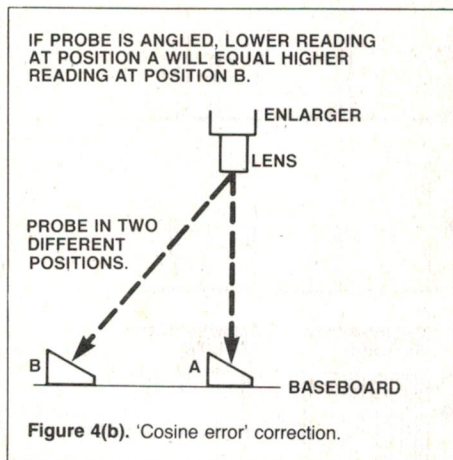 IF PROBE IS ANGLED, LOWER READING
AT POSITION A WILL EQUAL HIGHER
READING AT POSITION B.
ENLARGER
LENS
PROBE IN TWO
DIFFERENT
POSITIONS.
B
A
BASEBOARD
Figure 4(b). 'Cosine error' correction.